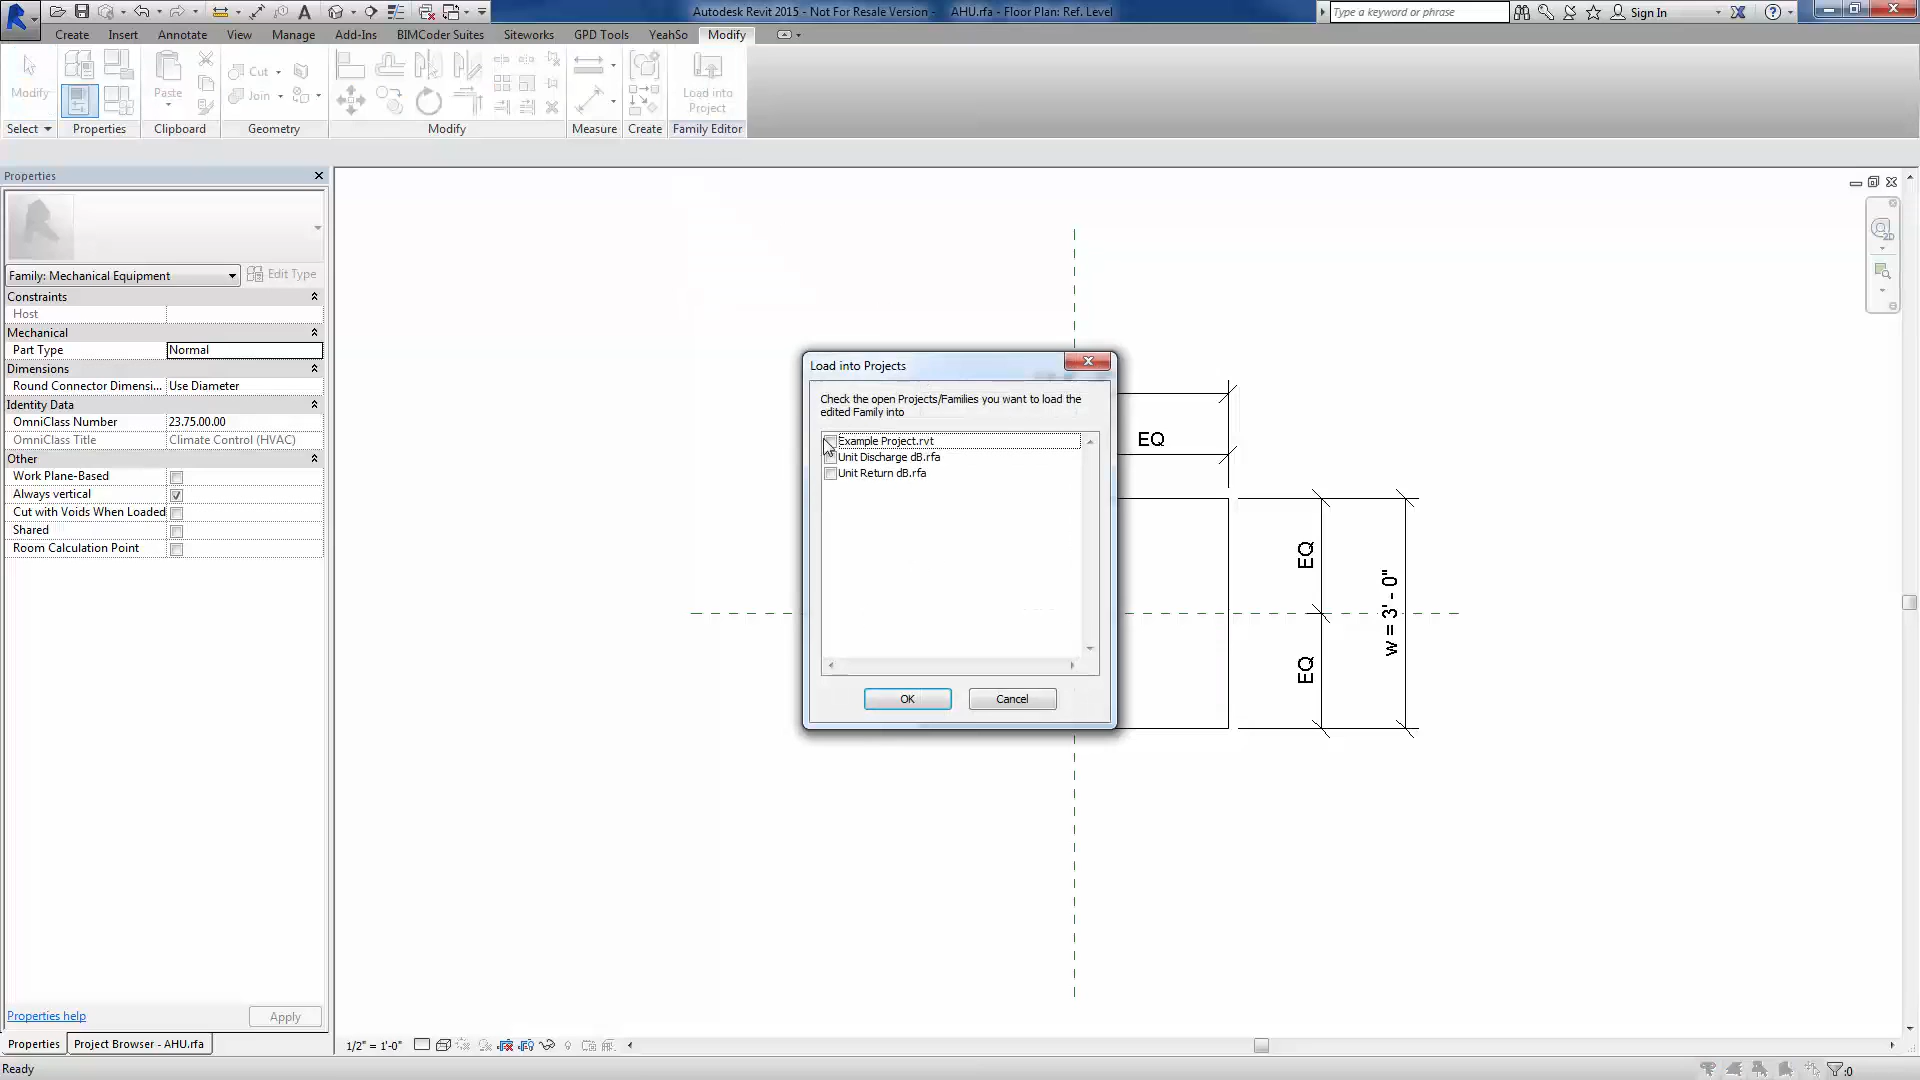 Autodesk Revit 2015 - Not For Resale Version - AHU.rfa - Floor Plan: Ref. Level
Type a keyword or phrase
Sign In
Create Insert Annotate View Manage Add-Ins BIMCoder Suites Siteworks GPD Tools YeahSo Modify
Modify
Paste
Cut
Join
Load into
Project
Select Properties Clipboard Geometry Modify Measure Create Family Editor
Properties
Family: Mechanical Equipment
Edit Type
Constraints
Host
Mechanical
Part Type Normal
Dimensions
Round Connector Dimensi... Use Diameter
Identity Data
OmniClass Number 23.75.00.00
OmniClass Title Climate Control (HVAC)
Other
Work Plane-Based
Always vertical
Cut with Voids When Loaded
Shared
Room Calculation Point
Properties help
Apply
Properties Project Browser - AHU.rfa
Load into Projects
Check the open Projects/Families you want to load the
edited Family into
Example Project.rvt
Unit Discharge dB.rfa
Unit Return dB.rfa
OK Cancel
EQ
EQ
EQ
w = 3' - 0"
2D
1/2" = 1'-0"
Ready
:0